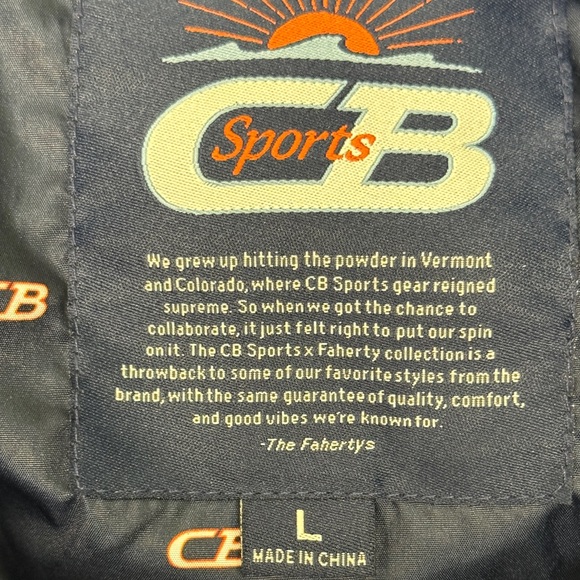 CB
Sports
We grew up hitting the powder in Vermont
and Colorado, where CB Sports gear reigned
supreme. So when we got the chance to
collaborate, it just felt right to put our spin
on it. The CB Sports x Faherty collection is a
throwback to some of our favorite styles from the
brand, with the same guarantee of quality, comfort,
and good vibes we're known for.
-The Fahertys
CB
CB
L
MADE IN CHINA